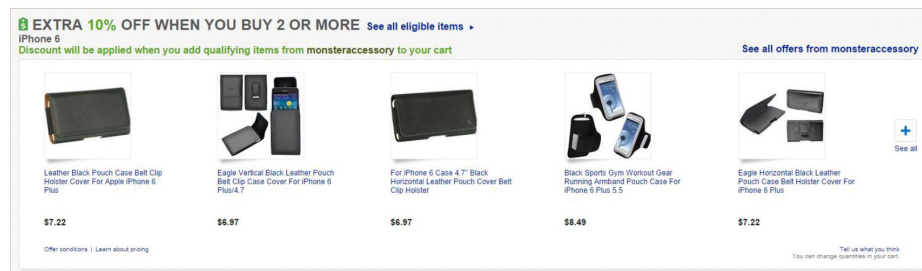 EXTRA 10% OFF WHEN YOU BUY 2 OR MORE See all eligible items ▸
iPhone 6
Discount will be applied when you add qualifying items from monsteraccessory to your cart
See all offers from monsteraccessory
Leather Black Pouch Case Belt Clip
Holster Cover For Apple iPhone 6
Plus
$7.22
Eagle Vertical Black Leather Pouch
Belt Clip Case Cover For iPhone 6
Plus/4.7
$6.97
For iPhone 6 Case 4.7" Black
Horizontal Leather Pouch Cover Belt
Clip Holster
$6.97
Black Sports Gym Workout Gear
Running Armband Pouch Case For
iPhone 6 Plus 5.5
$8.49
Eagle Horizontal Black Leather
Pouch Case Belt Holster Cover For
iPhone 6 Plus
$7.22
+
See all
Offer conditions | Learn about pricing
Tell us what you think
You can change quantities in your cart.